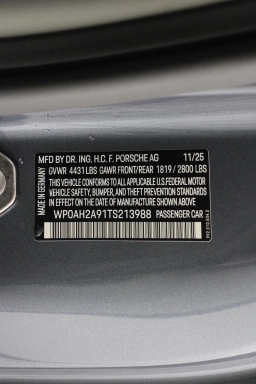 MFD BY DR. ING. H.C. F. PORSCHE AG 11/25
GVWR 4431LBS GAWR FRONT/REAR 1819 / 2800 LBS
THIS CAR CONFORMS TO ALL APPLICABLE U.S.FEDERAL MOTOR
VEHICLE SAFETY, BUMPER, AND THEFT PREVENTION STANDARDS
IN EFFECT ON THE DATE OF MANUFACTURE SHOWN ABOVE
WP0AH2A91TS213988 PASSENGER CAR
MADE IN GERMANY